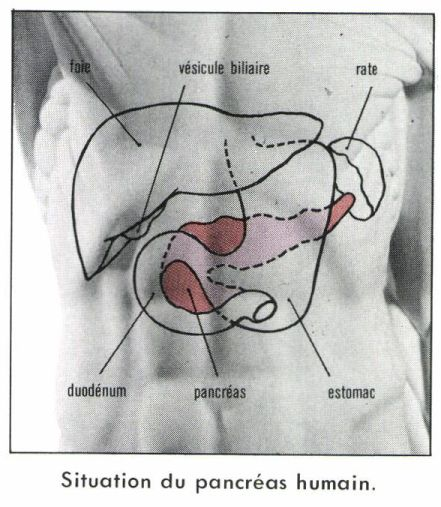 foie
vésicule biliaire
rate
duodénum
pancréas
estomac
Situation du pancréas humain.